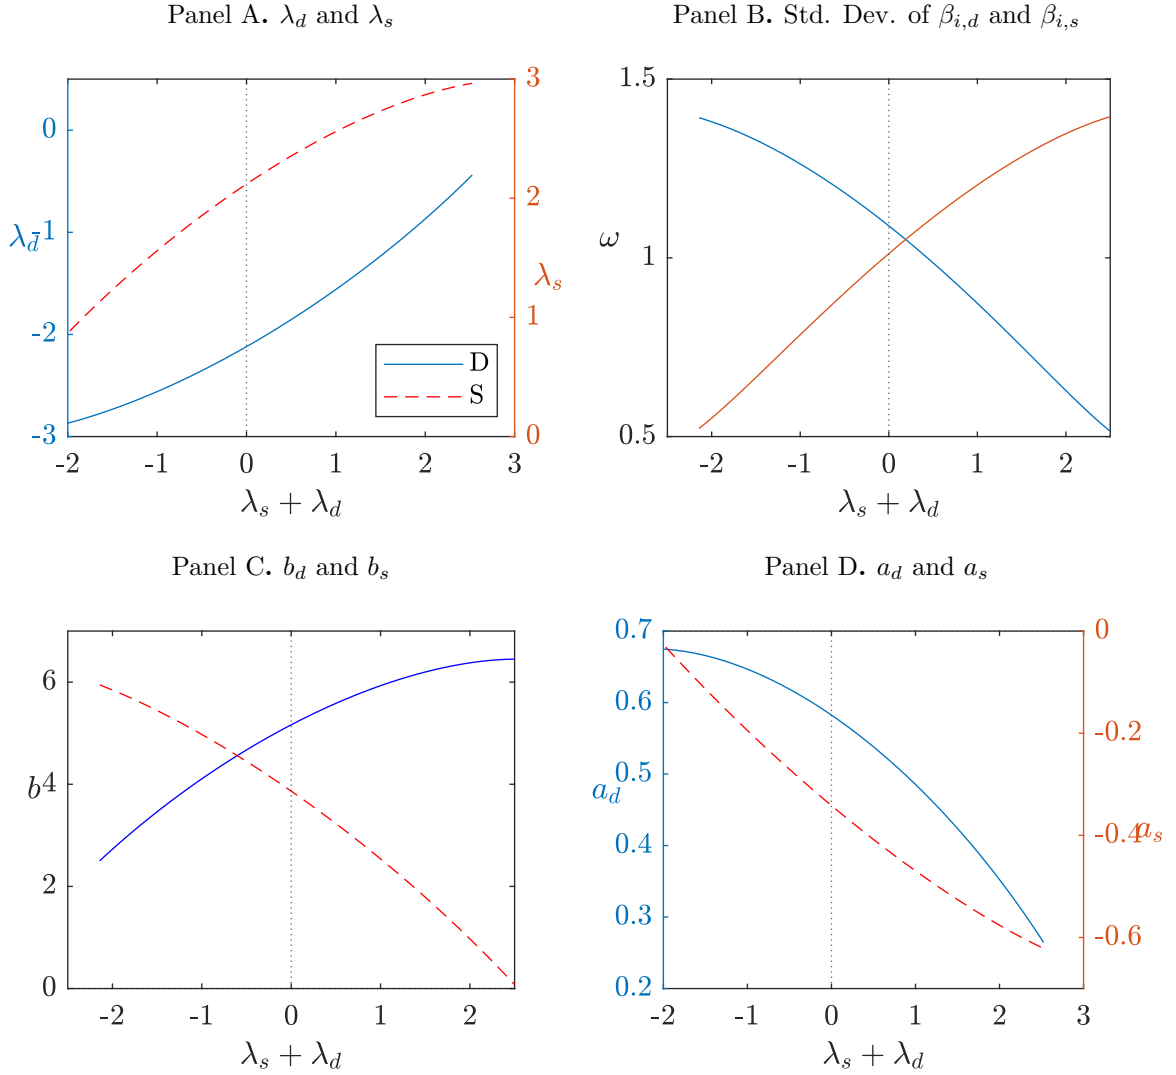 Panel A. λ_d and λ_s
0
-1
-2
-3
λ_d
3
2
1
0
λ_s
D
S
-2 -1 0 1 2 3
λ_s + λ_d
Panel B. Std. Dev. of β_{i,d} and β_{i,s}
1.5
1
0.5
ω
-2 -1 0 1 2
λ_s + λ_d
Panel C. b_d and b_s
6
4
2
0
b
-2 -1 0 1 2
λ_s + λ_d
Panel D. a_d and a_s
0.7
0.6
0.5
0.4
0.3
0.2
a_d
0
-0.2
-0.4
-0.6
a_s
-2 -1 0 1 2 3
λ_s + λ_d